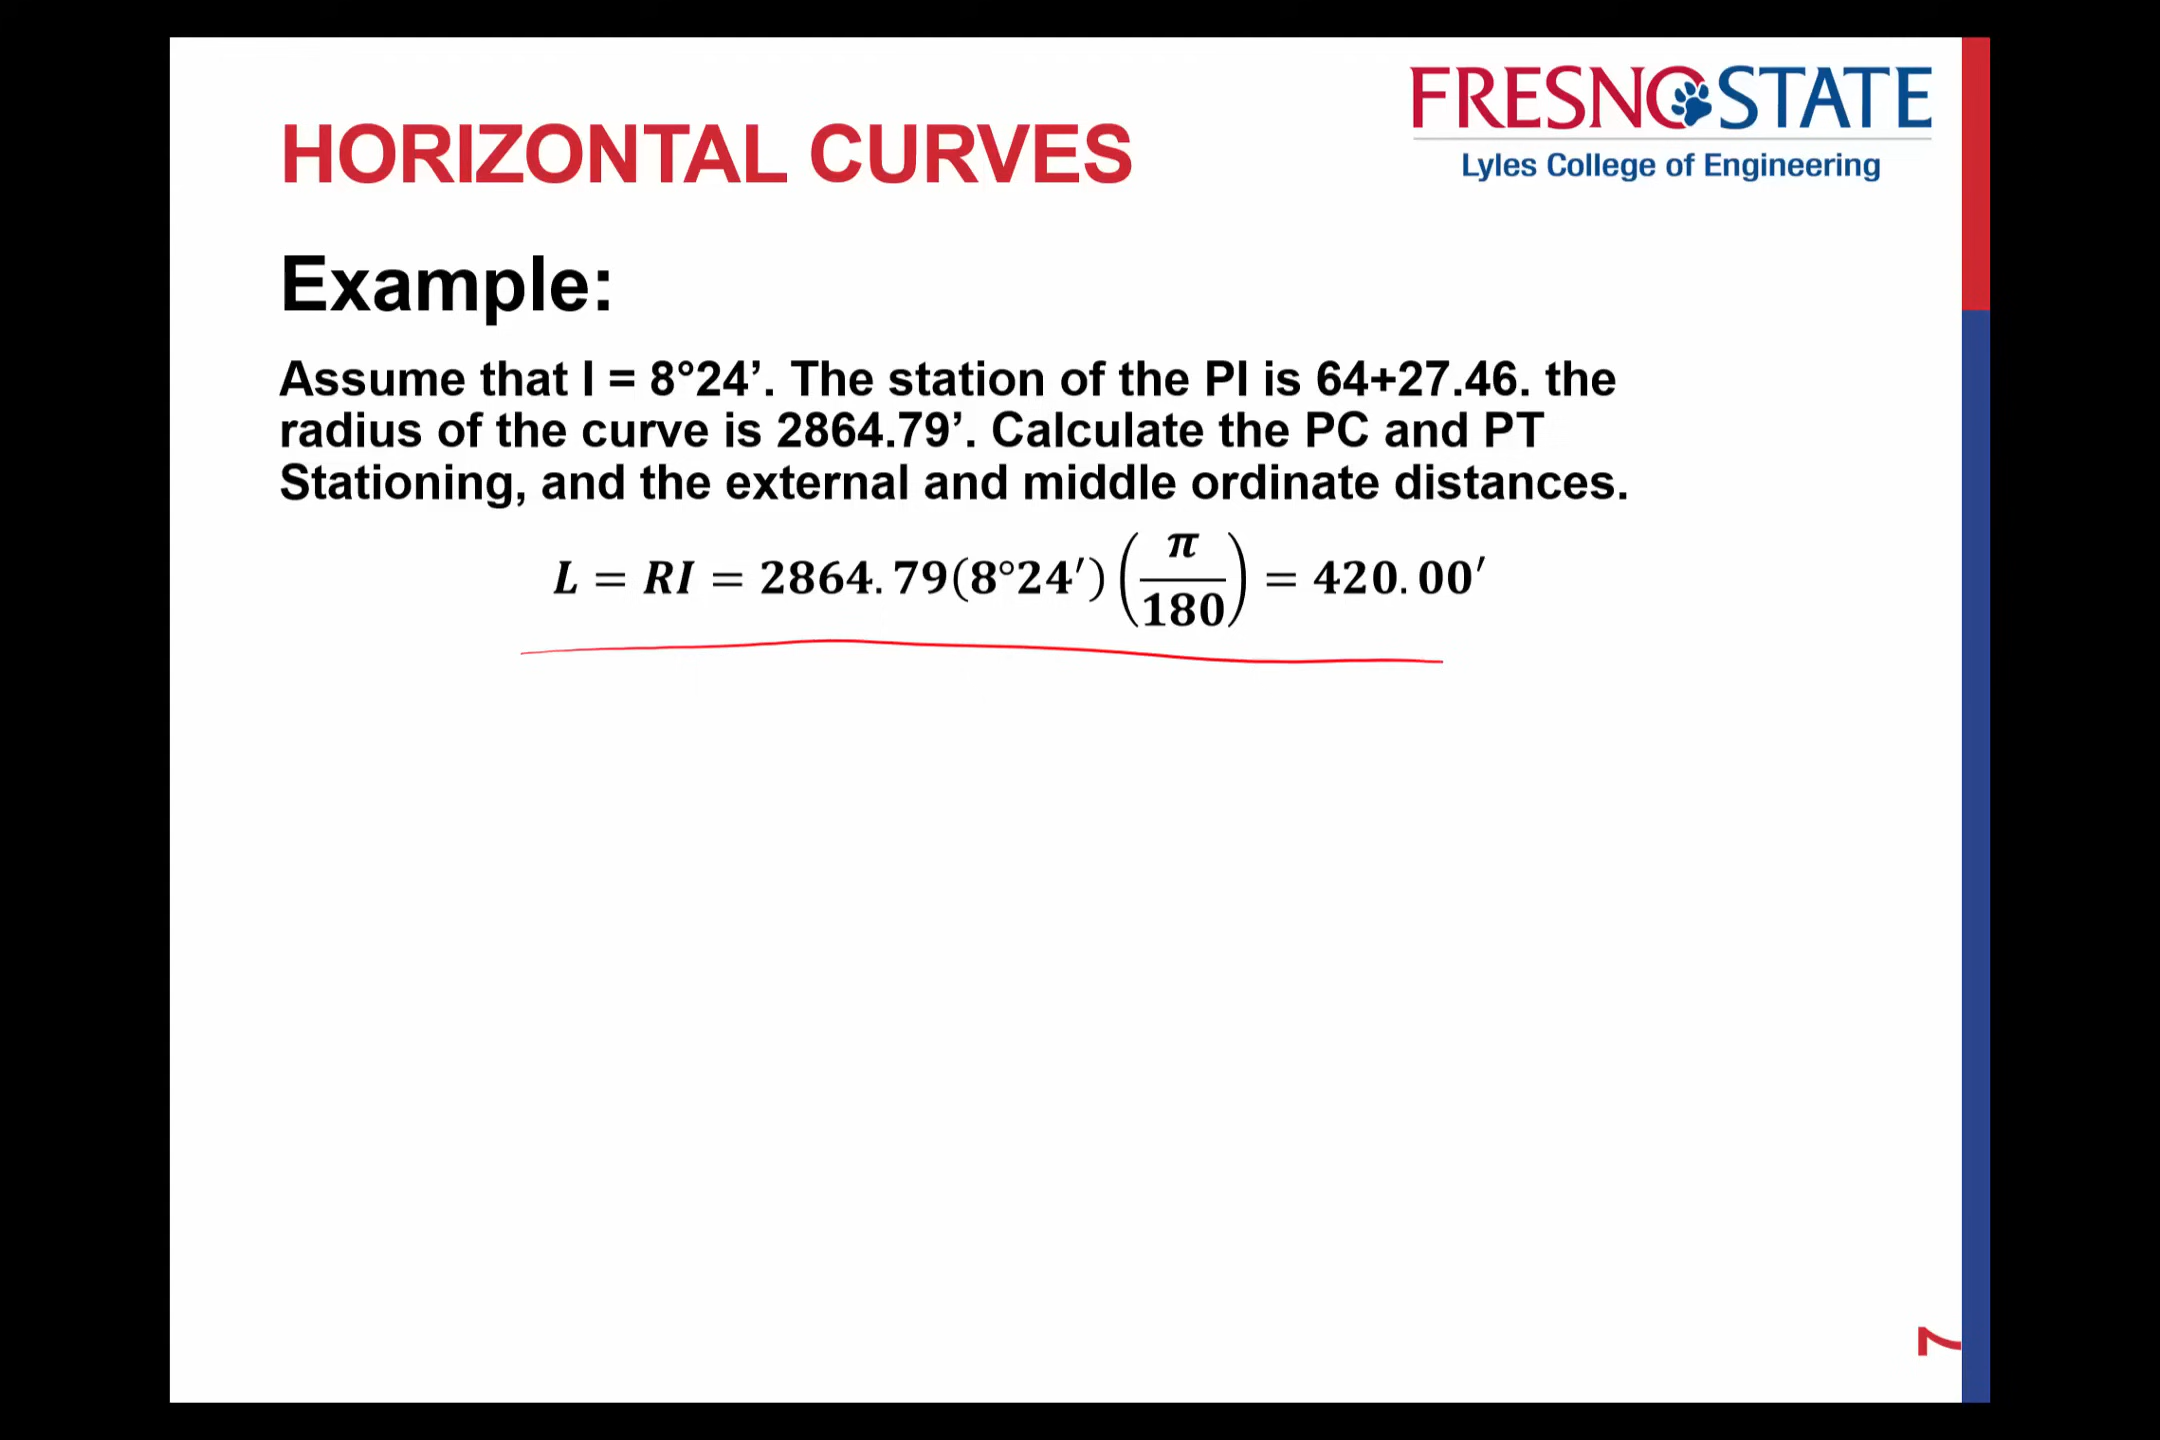 FRESNO STATE
Lyles College of Engineering
HORIZONTAL CURVES
Example:
Assume that I = 8°24’. The station of the PI is 64+27.46. the
radius of the curve is 2864.79’. Calculate the PC and PT
Stationing, and the external and middle ordinate distances.
L = RI = 2864.79(8°24′)(π/180) = 420.00′
7